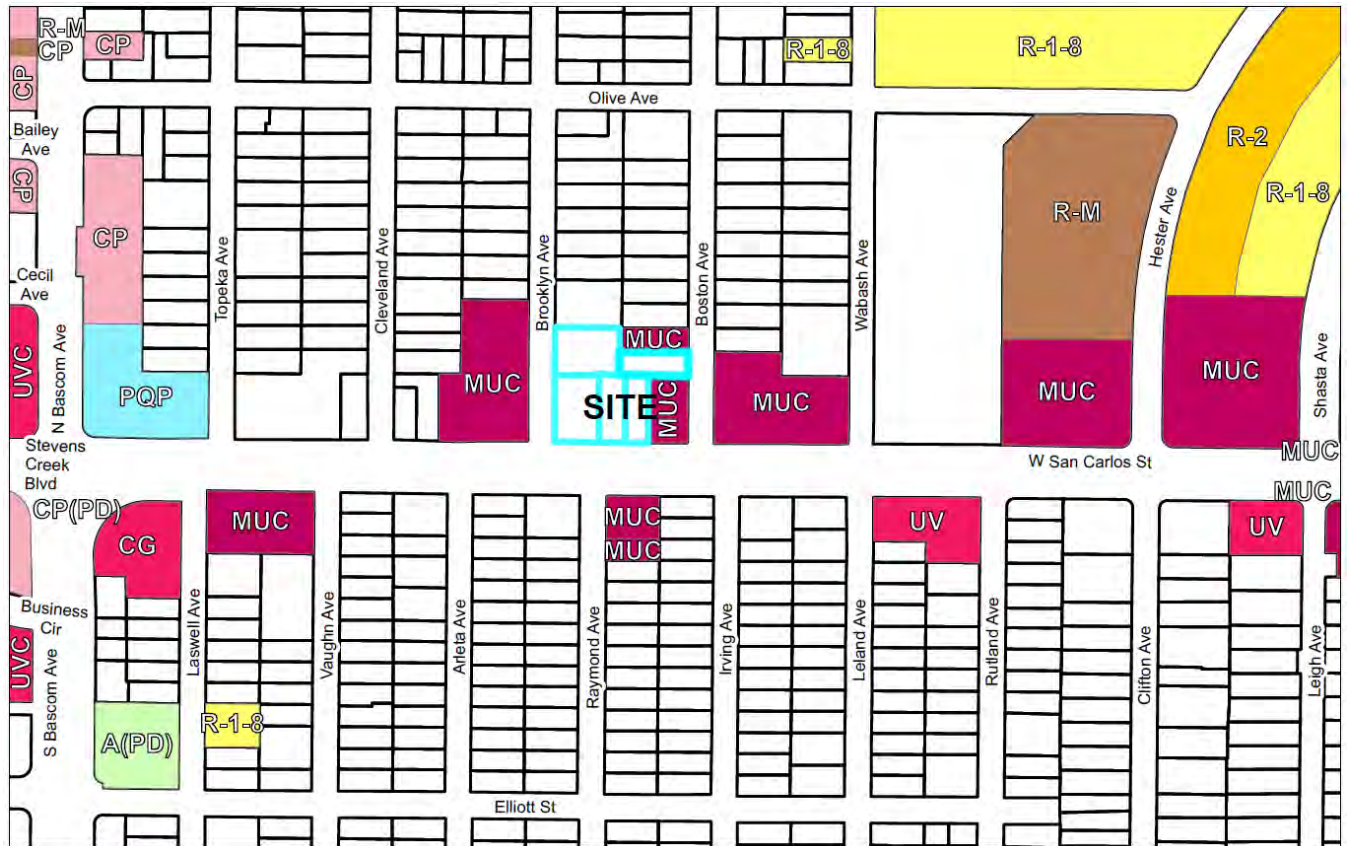 R-M
CP
CP
R-1-8
R-1-8
CP
Olive Ave
Bailey
Ave
R-2
CP
R-1-8
R-M
CP
Hester Ave
Topeka Ave
Cleveland Ave
Brooklyn Ave
Boston Ave
Wabash Ave
Cecil
Ave
N Bascom Ave
UVC
MUC
MUC
MUC
PQP
MUC
SITE
MUC
MUC
MUC
Shasta Ave
Stevens
Creek
Blvd
W San Carlos St
MUC
MUC
CP(PD)
CG
MUC
MUC
MUC
UV
UV
Business
Cir
UVC
S Bascom Ave
Laswell Ave
Vaughn Ave
Arleta Ave
Raymond Ave
Irving Ave
Leland Ave
Rutland Ave
Clifton Ave
Leigh Ave
R-1-8
A(PD)
Elliott St